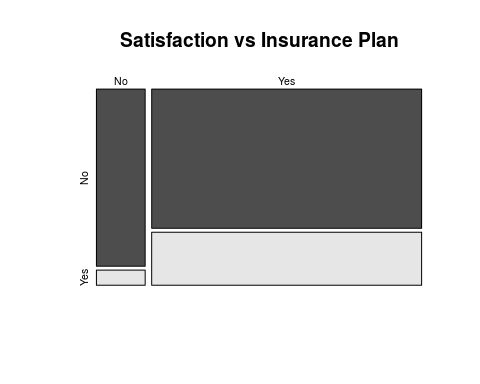 Satisfaction vs Insurance Plan
No
Yes
No
Yes